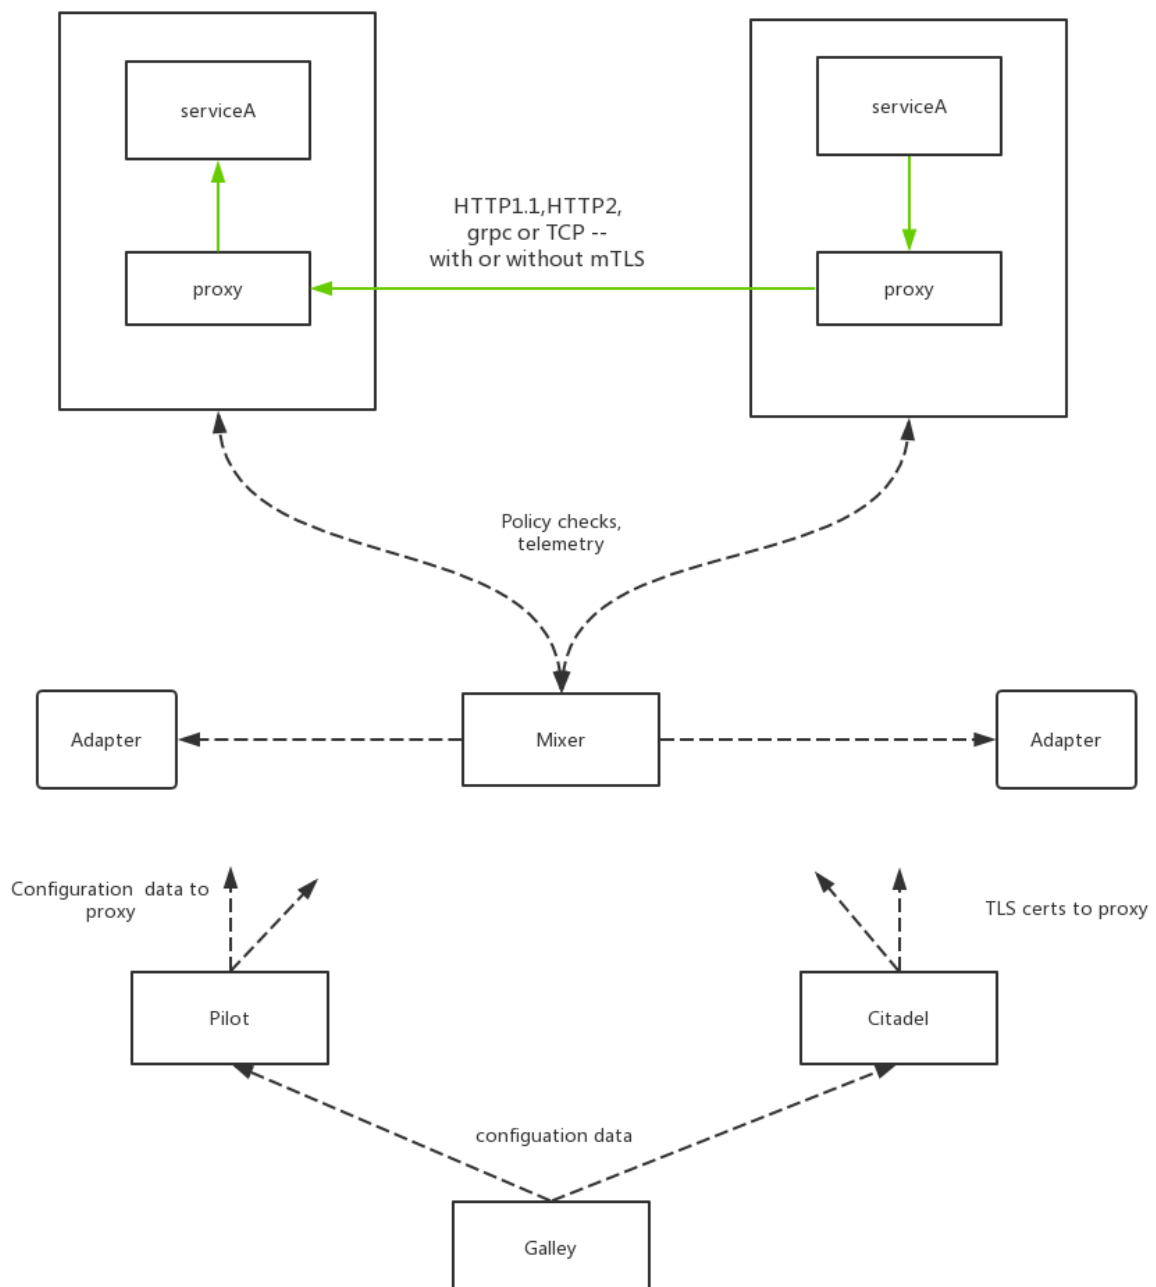 serviceA
serviceA
HTTP1.1,HTTP2,
grpc or TCP --
with or without mTLS
proxy
proxy
Policy checks,
telemetry
Adapter
Mixer
Adapter
Configuration data to
proxy
TLS certs to proxy
Pilot
Citadel
configuation data
Galley